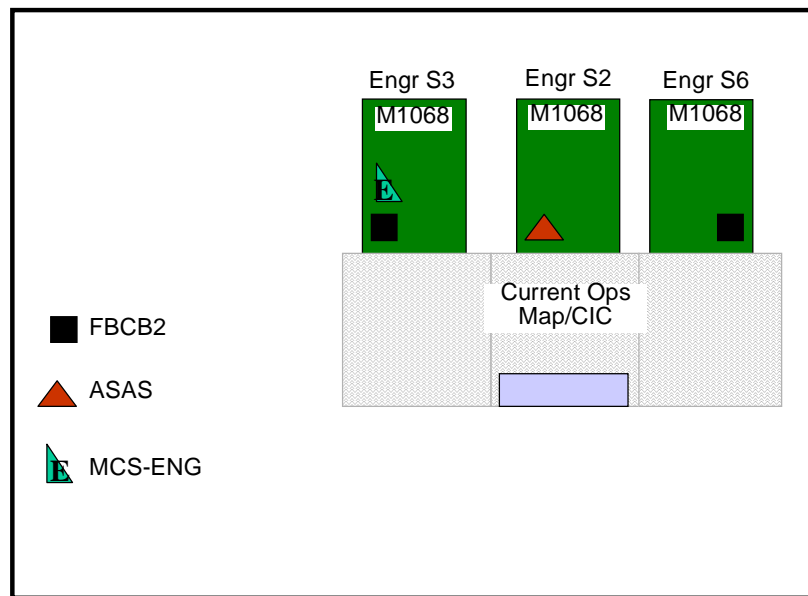 Engr S3 Engr S2 Engr S6
M1068 M1068 M1068
E
Current Ops
Map/CIC
FBCB2
ASAS
E MCS-ENG